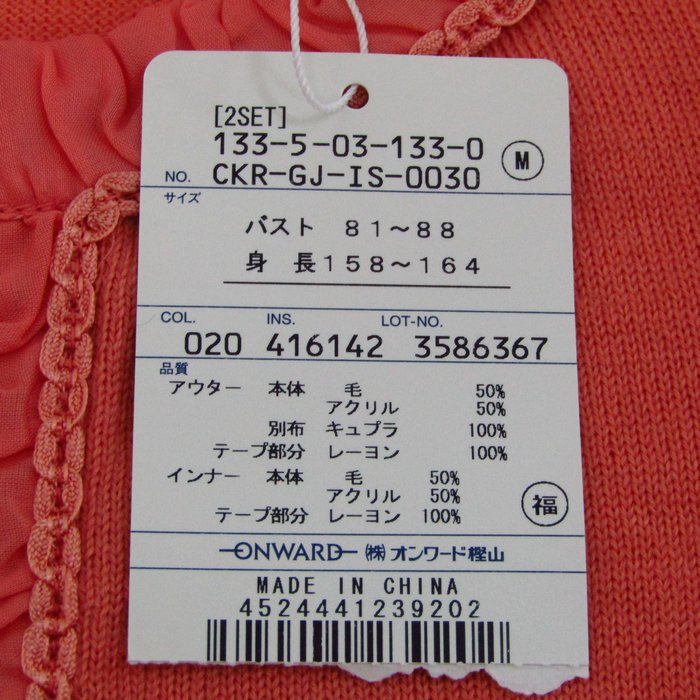 [2SET]
133-5-03-133-0 M
NO. CKR-GJ-IS-0030
サイズ
バスト 81～88
身 長158～164
COL. INS. LOT-NO.
020 416142 3586367
品質
アウター 本体 毛 50%
アクリル 50%
別布 キュプラ 100%
テープ部分 レーヨン 100%
インナー 本体 毛 50%
アクリル 50%
テープ部分 レーヨン 100%
福
ONWARD ㈱オンワード樫山
MADE IN CHINA
4524441239202